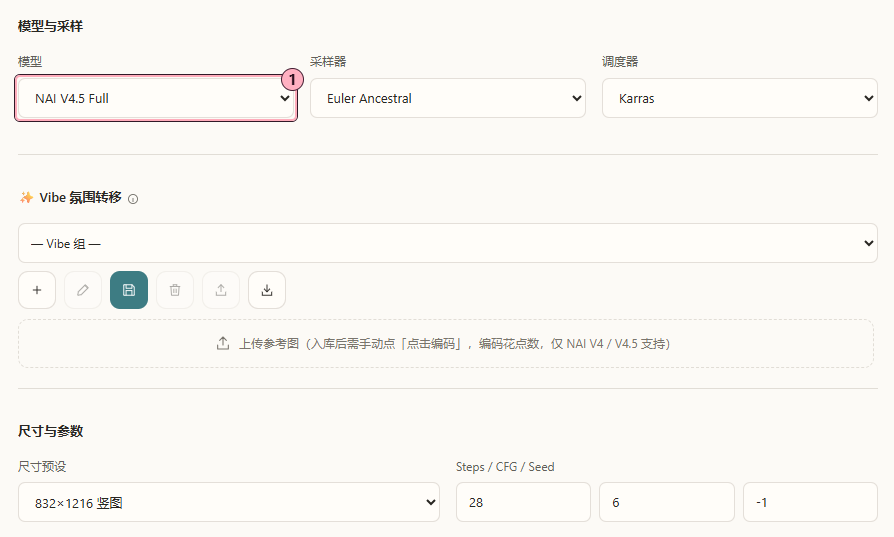 模型与采样
模型
采样器
调度器
1
NAI V4.5 Full
Euler Ancestral
Karras
Vibe 氛围转移
— Vibe 组 —
上传参考图（入库后需手动点「点击编码」，编码花点数，仅 NAI V4 / V4.5 支持）
尺寸与参数
尺寸预设
Steps / CFG / Seed
832×1216 竖图
28
6
-1